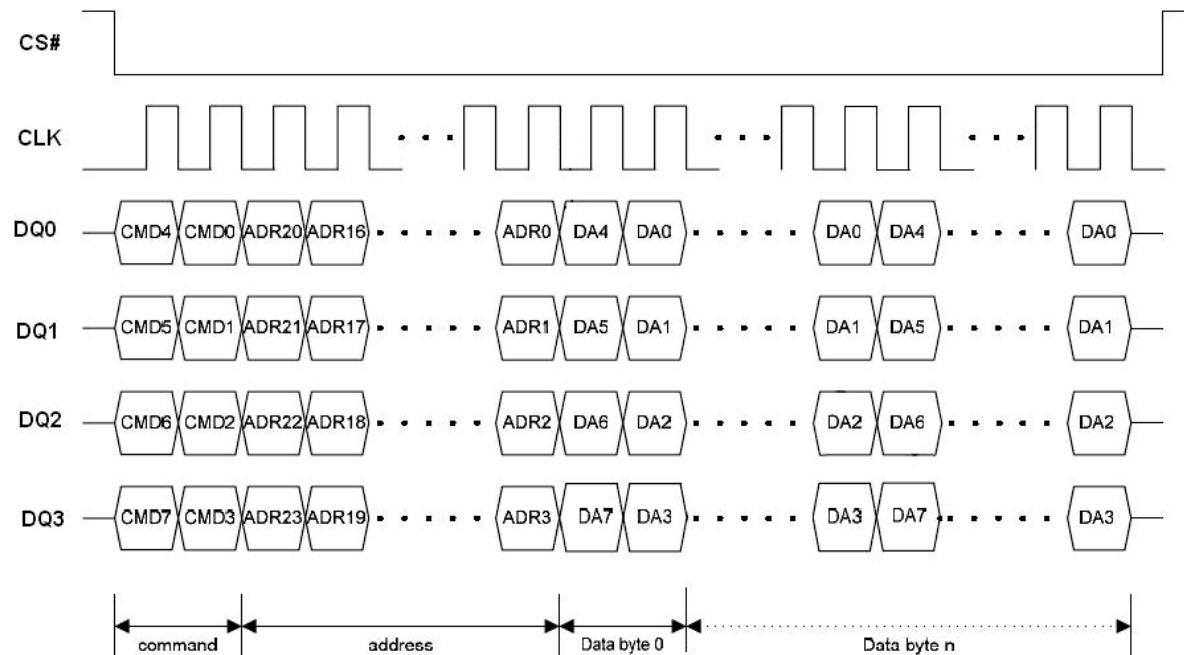 CS#
CLK
DQ0 CMD4 CMD0 ADR20 ADR16 ADR0 DA4 DA0 DA0 DA4 DA0
DQ1 CMD5 CMD1 ADR21 ADR17 ADR1 DA5 DA1 DA1 DA5 DA1
DQ2 CMD6 CMD2 ADR22 ADR18 ADR2 DA6 DA2 DA2 DA6 DA2
DQ3 CMD7 CMD3 ADR23 ADR19 ADR3 DA7 DA3 DA3 DA7 DA3
command address Data byte 0 Data byte n